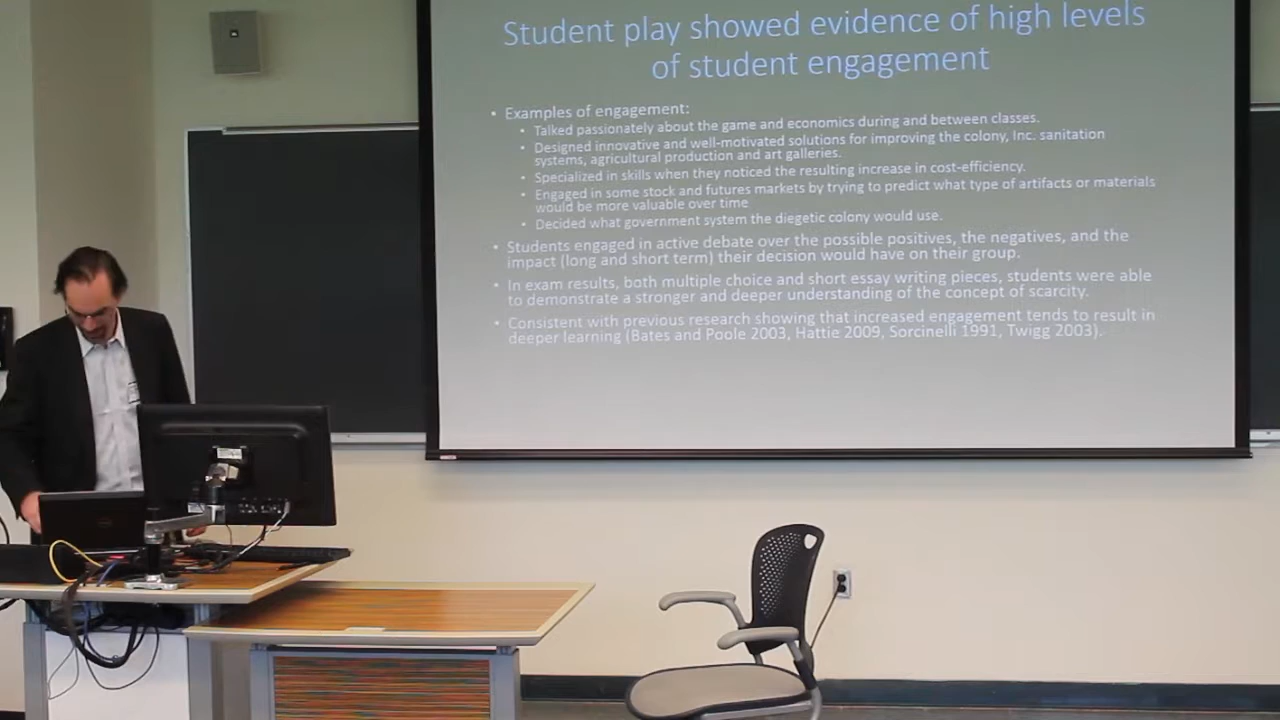 Student play showed evidence of high levels
of student engagement
• Examples of engagement:
• Talked passionately about the game and economics during and between classes.
• Designed innovative and well-motivated solutions for improving the colony, Inc. sanitation
systems, agricultural production and art galleries.
• Specialized in skills when they noticed the resulting increase in cost-efficiency.
• Engaged in some stock and futures markets by trying to predict what type of artifacts or materials
would be more valuable over time
• Decided what government system the diegetic colony would use.
• Students engaged in active debate over the possible positives, the negatives, and the
impact (long and short term) their decision would have on their group.
• In exam results, both multiple choice and short essay writing pieces, students were able
to demonstrate a stronger and deeper understanding of the concept of scarcity.
• Consistent with previous research showing that increased engagement tends to result in
deeper learning (Bates and Poole 2003, Hattie 2009, Sorcinelli 1991, Twigg 2003).